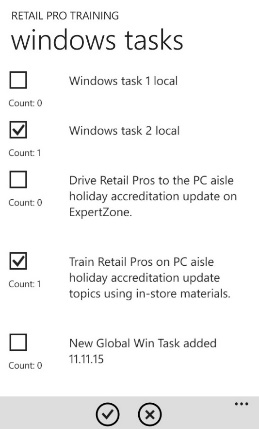 RETAIL PRO TRAINING
windows tasks
Windows task 1 local
Count: 0
Windows task 2 local
Count: 1
Drive Retail Pros to the PC aisle
holiday accreditation update on
ExpertZone.
Count: 0
Train Retail Pros on PC aisle
holiday accreditation update
topics using in-store materials.
Count: 1
New Global Win Task added
11.11.15
Count: 0